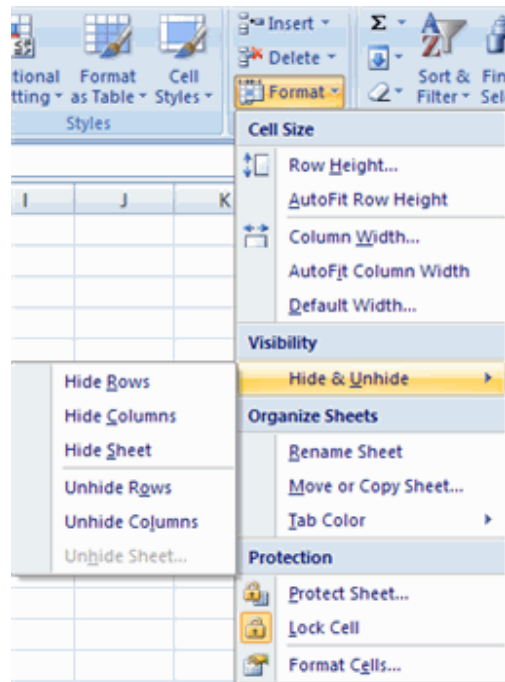 Insert
Σ
Delete
tional Format Cell
tting as Table Styles
Format
Sort & Fin
Filter Sel
Styles
Cell Size
Row Height...
AutoFit Row Height
I J K
Column Width...
AutoFit Column Width
Default Width...
Visibility
Hide & Unhide
Hide Rows
Hide Columns
Hide Sheet
Unhide Rows
Unhide Columns
Unhide Sheet...
Organize Sheets
Rename Sheet
Move or Copy Sheet...
Tab Color
Protection
Protect Sheet...
Lock Cell
Format Cells...